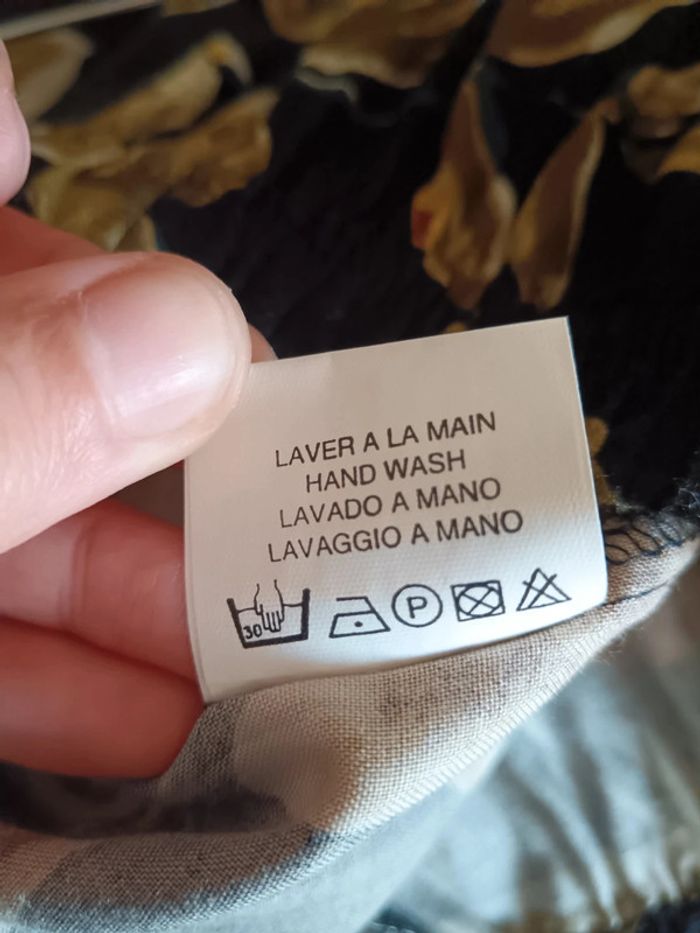 LAVER A LA MAIN
HAND WASH
LAVADO A MANO
LAVAGGIO A MANO
30 P